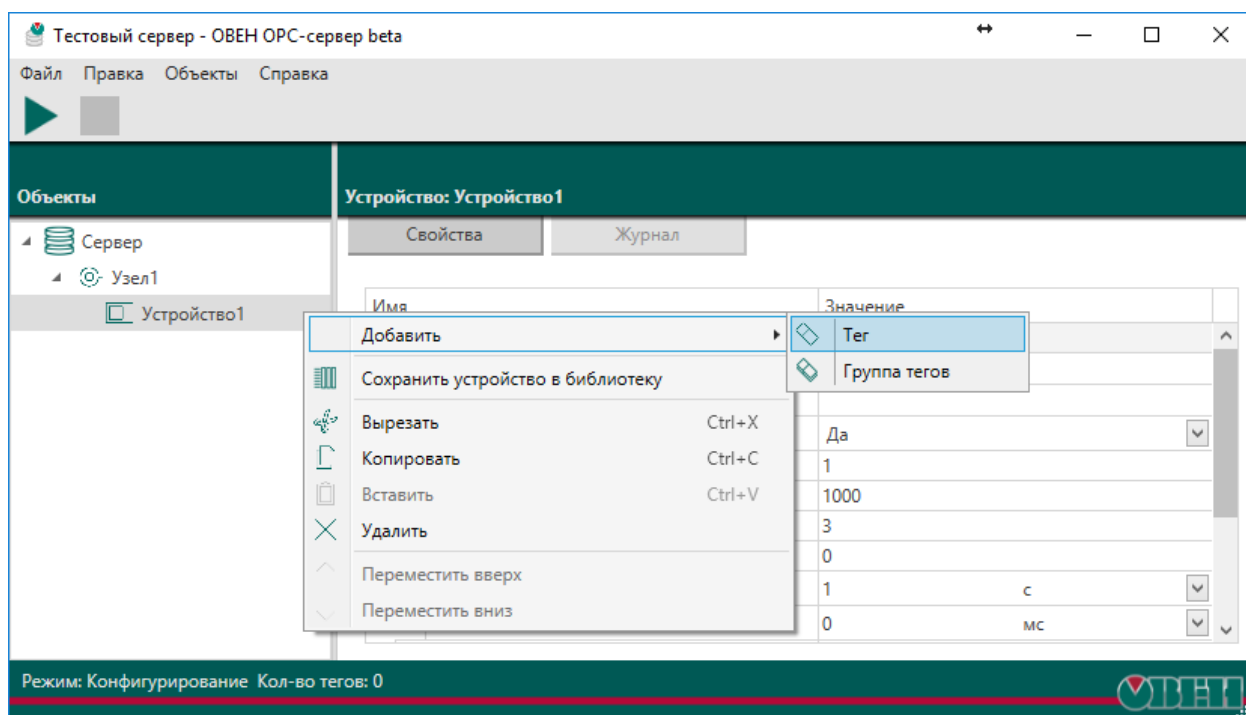 Тестовый сервер - ОВЕН OPC-сервер beta
Файл Правка Объекты Справка
Объекты
Устройство: Устройство1
Сервер
Узел1
Устройство1
Свойства Журнал
Имя Значение
Добавить
Тег
Группа тегов
Сохранить устройство в библиотеку
Вырезать Ctrl+X
Копировать Ctrl+C
Вставить Ctrl+V
Удалить
Переместить вверх
Переместить вниз
Да
1
1000
3
0
1 с
0 мс
Режим: Конфигурирование Кол-во тегов: 0
ОВЕН